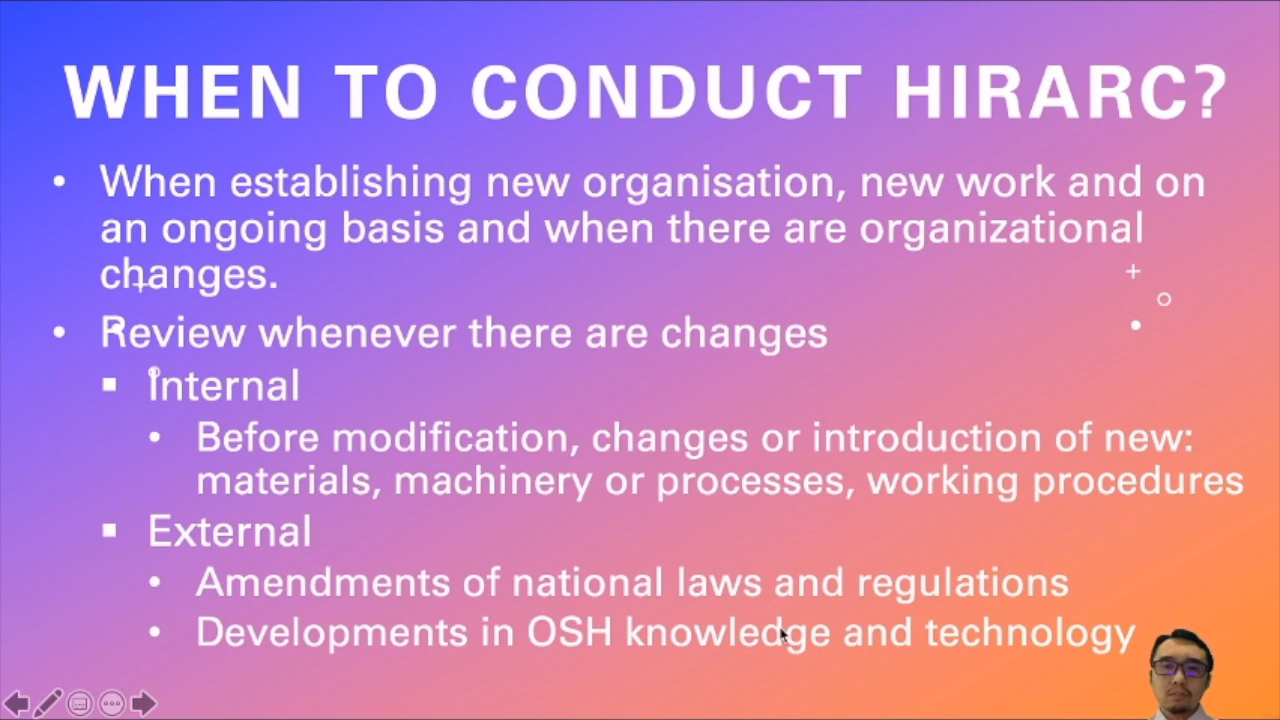 WHEN TO CONDUCT HIRARC?
• When establishing new organisation, new work and on
an ongoing basis and when there are organizational
changes.
• Review whenever there are changes
▪ Internal
• Before modification, changes or introduction of new:
materials, machinery or processes, working procedures
▪ External
• Amendments of national laws and regulations
• Developments in OSH knowledge and technology